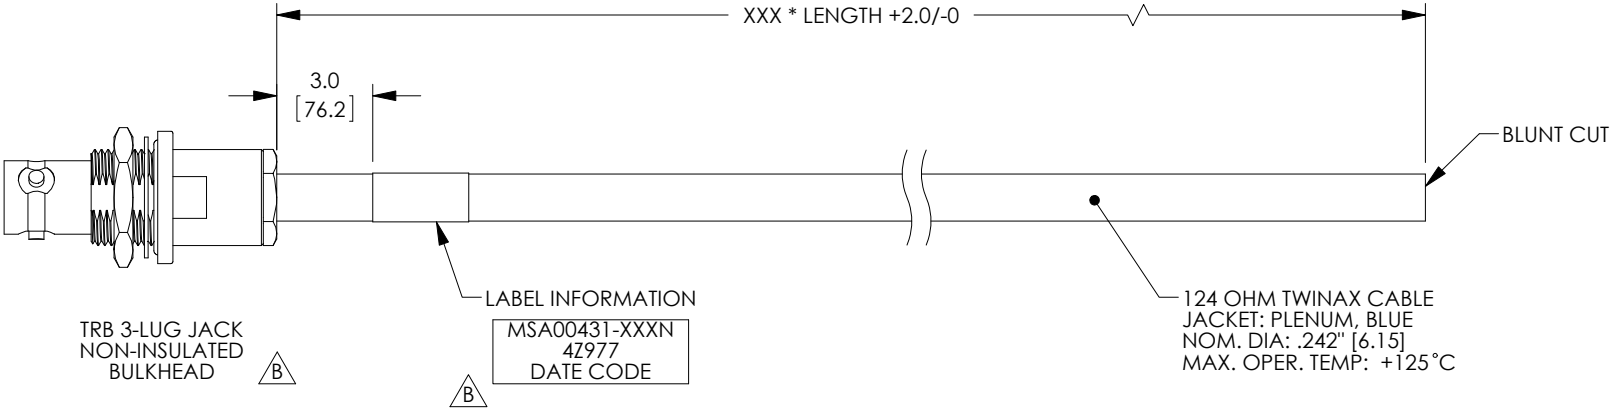 XXX * LENGTH +2.0/-0
3.0
[76.2]
BLUNT CUT
LABEL INFORMATION
MSA00431-XXXN
4Z977
DATE CODE
B
TRB 3-LUG JACK
NON-INSULATED
BULKHEAD
B
124 OHM TWINAX CABLE
JACKET: PLENUM, BLUE
NOM. DIA: .242" [6.15]
MAX. OPER. TEMP: +125°C